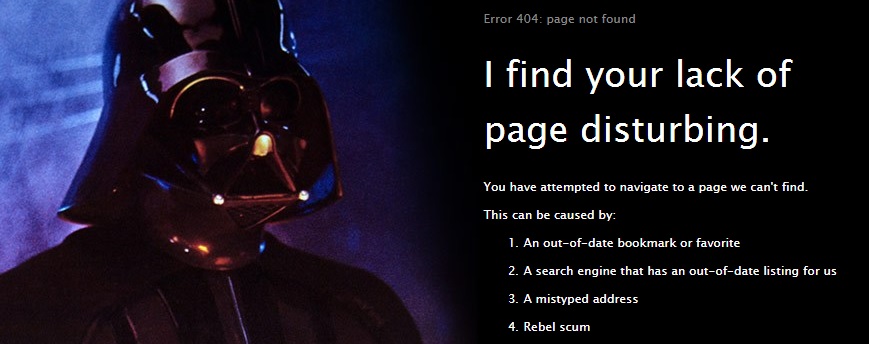 Error 404: page not found
I find your lack of
page disturbing.
You have attempted to navigate to a page we can't find.
This can be caused by:
1. An out-of-date bookmark or favorite
2. A search engine that has an out-of-date listing for us
3. A mistyped address
4. Rebel scum